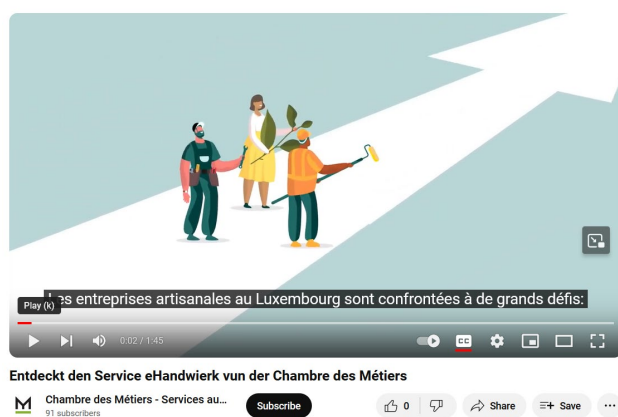 Les entreprises artisanales au Luxembourg sont confrontées à de grands défis:
Play (k)
0:02 / 1:45
CC
Entdeckt den Service eHandwierk vun der Chambre des Métiers
Chambre des Métiers - Services au...
91 subscribers
Subscribe
0
Share
Save